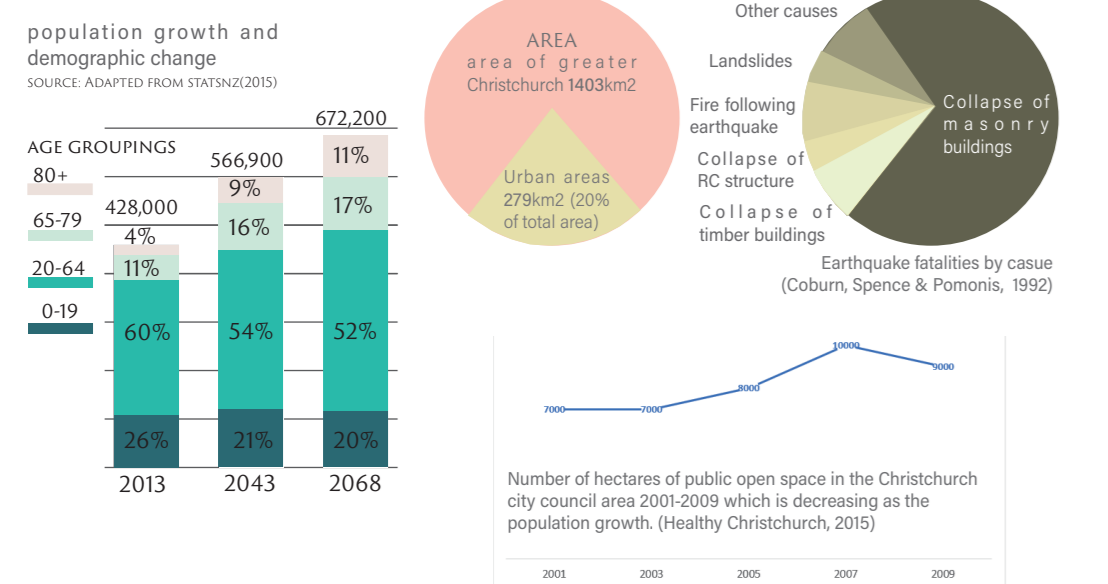 population growth and
demographic change
SOURCE: ADAPTED FROM STATSNZ(2015)
AGE GROUPINGS
80+
65-79
20-64
0-19
428,000
4%
11%
60%
26%
2013
566,900
9%
16%
54%
21%
2043
672,200
11%
17%
52%
20%
2068
AREA
area of greater
Christchurch 1403km2
Urban areas
279km2 (20%
of total area)
Other causes
Landslides
Fire following
earthquake
Collapse of
RC structure
Collapse of
timber buildings
Collapse of
masonry
buildings
Earthquake fatalities by casue
(Coburn, Spence & Pomonis, 1992)
7000
7000
8000
10000
9000
Number of hectares of public open space in the Christchurch
city council area 2001-2009 which is decreasing as the
population growth. (Healthy Christchurch, 2015)
2001 2003 2005 2007 2009